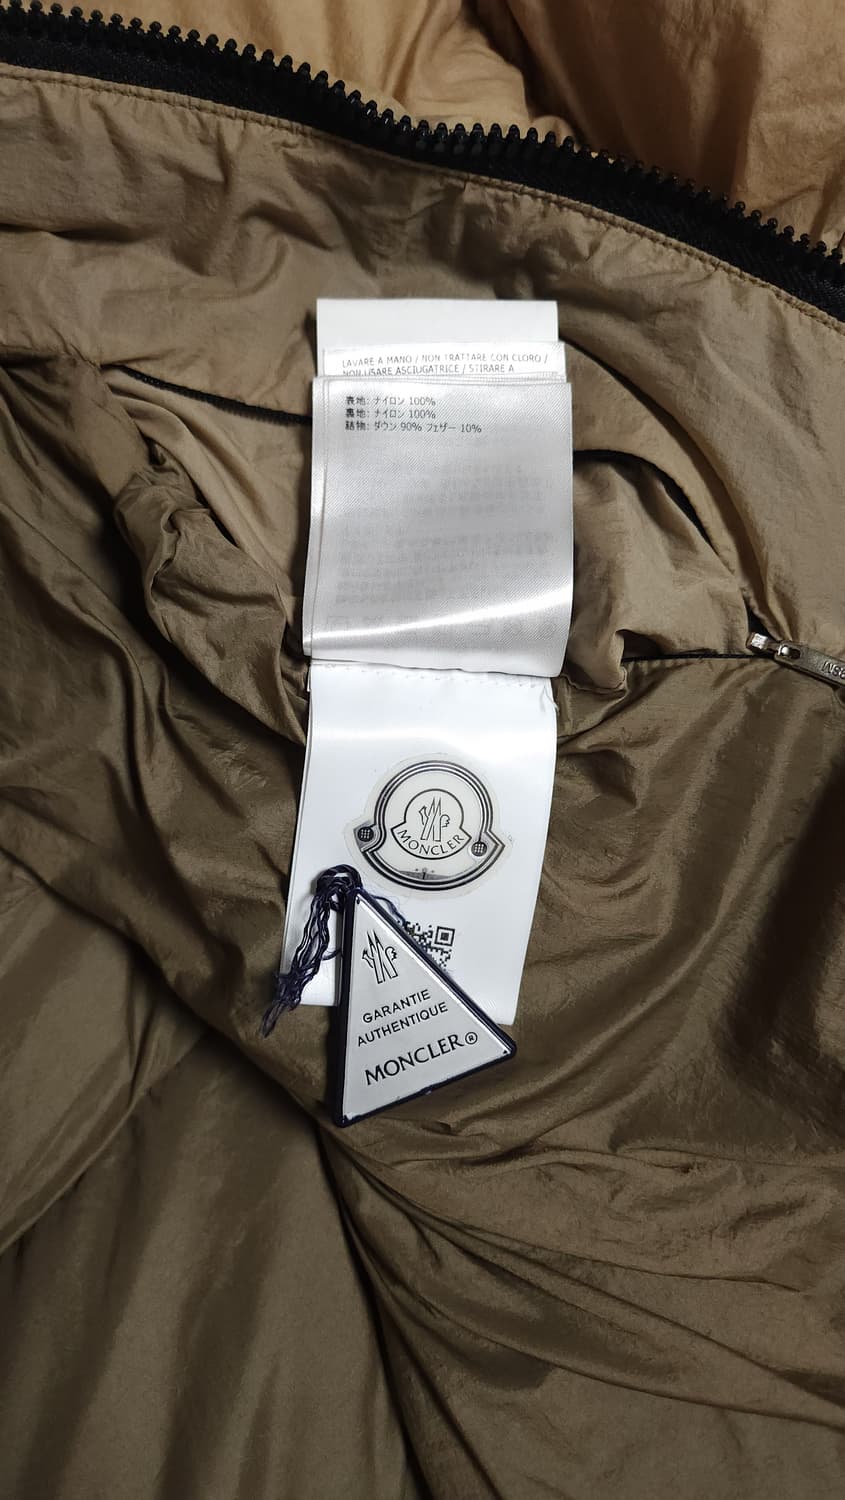 LAVARE A MANO / NON TRATTARE CON CLORO /
NON USARE ASCIUGATRICE / STIRARE A
表地: ナイロン 100%
裏地: ナイロン 100%
詰物: ダウン 90% フェザー 10%
MONCLER
GARANTIE
AUTHENTIQUE
MONCLER®